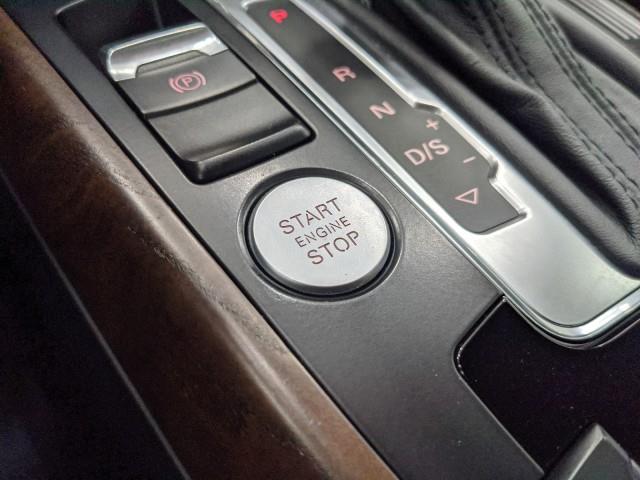 P
(P)
R
N
+
D/S
-
START
ENGINE
STOP